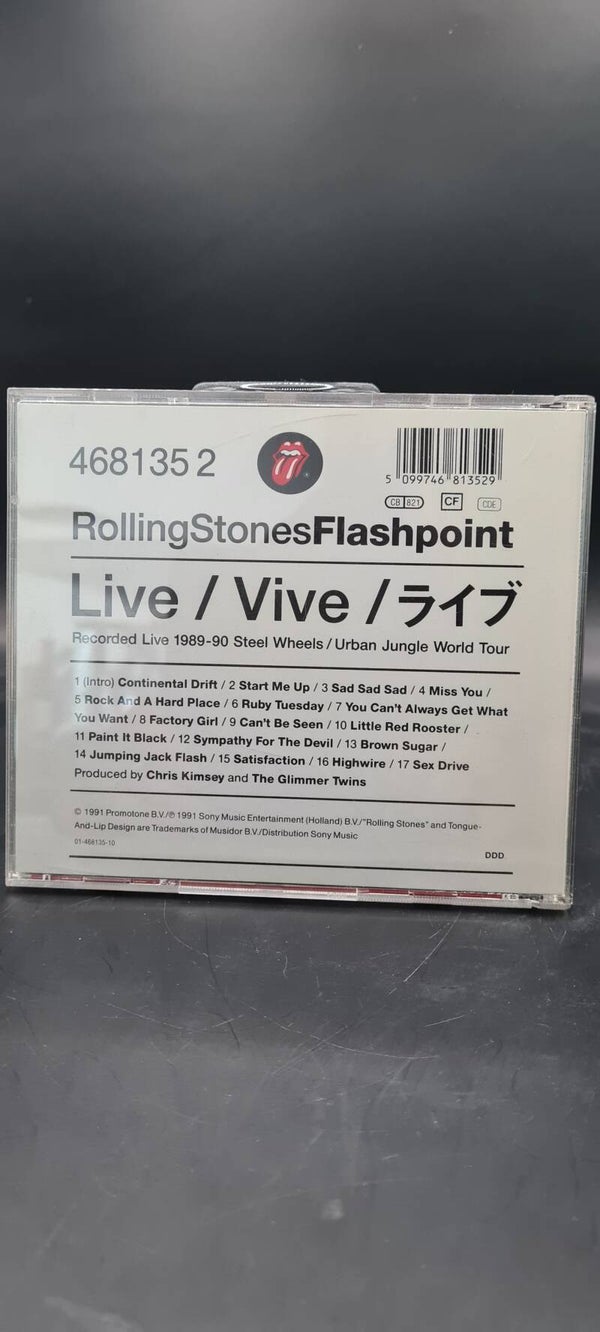 468135 2
5 099746 813529
CB 821 CF CDE
RollingStonesFlashpoint
Live / Vive / ライブ
Recorded Live 1989-90 Steel Wheels / Urban Jungle World Tour
1 (Intro) Continental Drift / 2 Start Me Up / 3 Sad Sad Sad / 4 Miss You /
5 Rock And A Hard Place / 6 Ruby Tuesday / 7 You Can't Always Get What
You Want / 8 Factory Girl / 9 Can't Be Seen / 10 Little Red Rooster /
11 Paint It Black / 12 Sympathy For The Devil / 13 Brown Sugar /
14 Jumping Jack Flash / 15 Satisfaction / 16 Highwire / 17 Sex Drive
Produced by Chris Kimsey and The Glimmer Twins
© 1991 Promotone B.V./℗ 1991 Sony Music Entertainment (Holland) B.V./"Rolling Stones" and Tongue-
And-Lip Design are Trademarks of Musidor B.V./Distribution Sony Music
01-468135-10
DDD